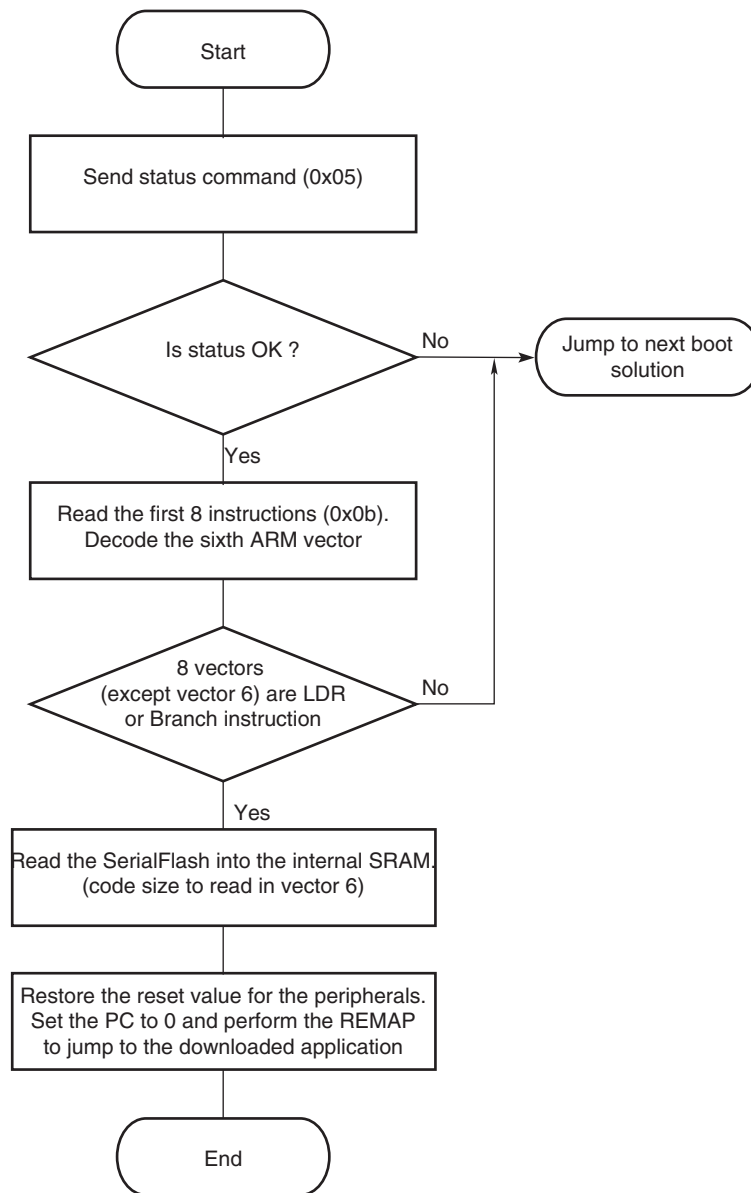 Start
Send status command (0x05)
Is status OK ?
No
Jump to next boot
solution
Yes
Read the first 8 instructions (0x0b).
Decode the sixth ARM vector
8 vectors
(except vector 6) are LDR
or Branch instruction
No
Yes
Read the SerialFlash into the internal SRAM.
(code size to read in vector 6)
Restore the reset value for the peripherals.
Set the PC to 0 and perform the REMAP
to jump to the downloaded application
End